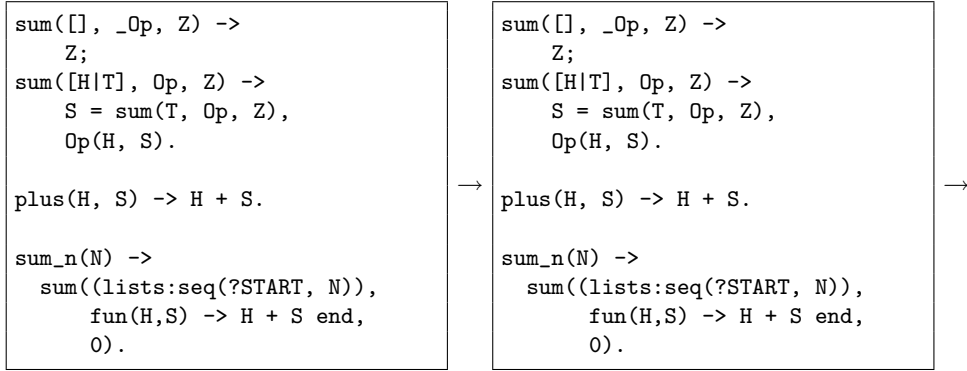 sum([], _Op, Z) ->
    Z;
sum([H|T], Op, Z) ->
    S = sum(T, Op, Z),
    Op(H, S).

plus(H, S) -> H + S.

sum_n(N) ->
  sum((lists:seq(?START, N)),
      fun(H,S) -> H + S end,
      0).
→
sum([], _Op, Z) ->
    Z;
sum([H|T], Op, Z) ->
    S = sum(T, Op, Z),
    Op(H, S).

plus(H, S) -> H + S.

sum_n(N) ->
  sum((lists:seq(?START, N)),
      fun(H,S) -> H + S end,
      0).
→